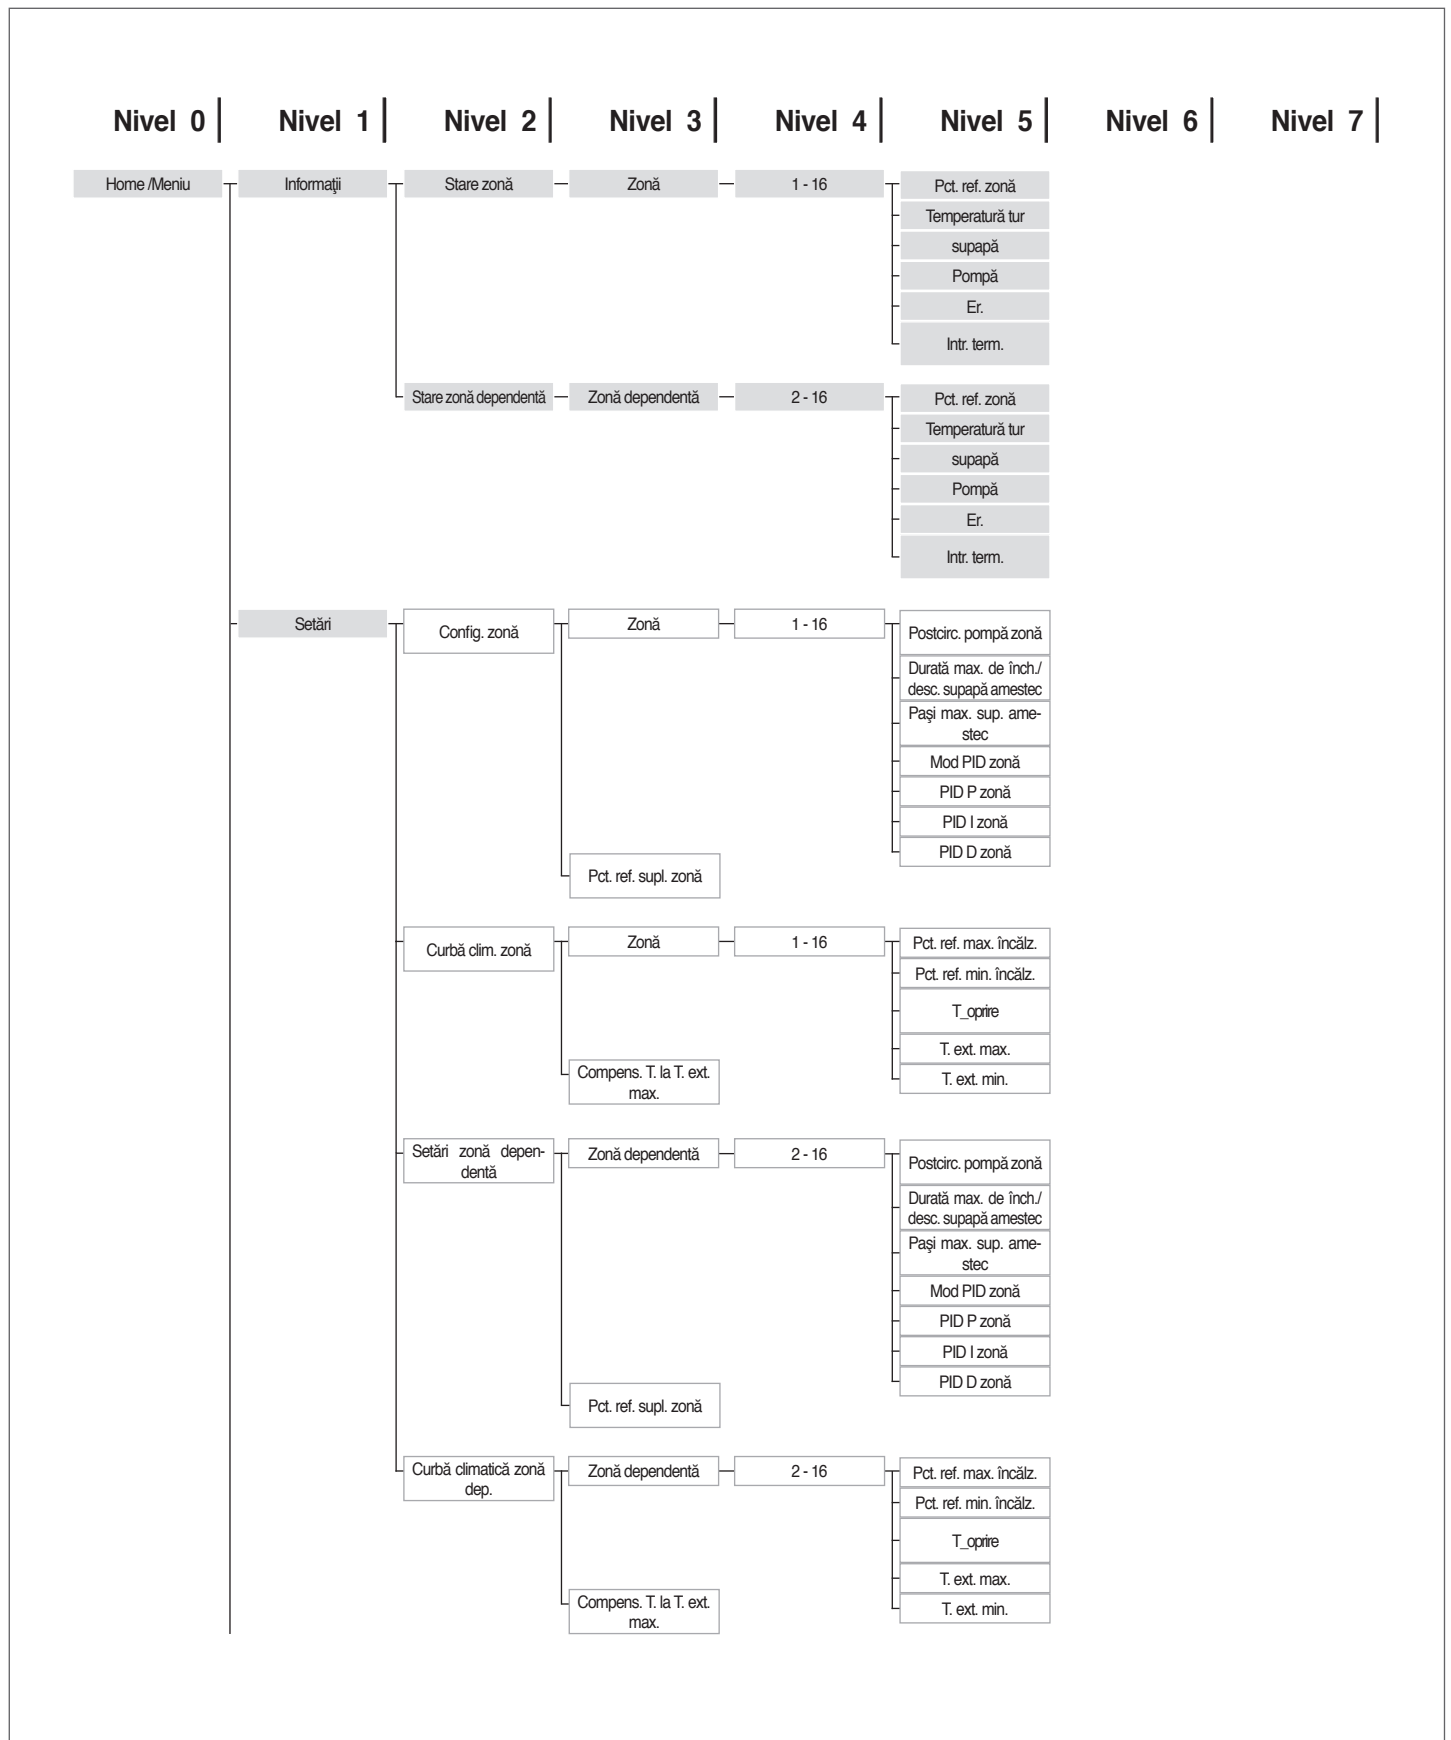 Nivel 0
Nivel 1
Nivel 2
Nivel 3
Nivel 4
Nivel 5
Nivel 6
Nivel 7
Home /Meniu
Informaţii
Stare zonă
Zonă
1 - 16
Pct. ref. zonă
Temperatură tur
supapă
Pompă
Er.
Intr. term.
Stare zonă dependentă
Zonă dependentă
2 - 16
Pct. ref. zonă
Temperatură tur
supapă
Pompă
Er.
Intr. term.
Setări
Config. zonă
Zonă
1 - 16
Postcirc. pompă zonă
Durată max. de înch./
desc. supapă amestec
Paşi max. sup. ame-
stec
Mod PID zonă
PID P zonă
PID I zonă
PID D zonă
Pct. ref. supl. zonă
Curbă clim. zonă
Zonă
1 - 16
Pct. ref. max. încălz.
Pct. ref. min. încălz.
T_oprire
T. ext. max.
T. ext. min.
Compens. T. la T. ext.
max.
Setări zonă depen-
dentă
Zonă dependentă
2 - 16
Postcirc. pompă zonă
Durată max. de înch./
desc. supapă amestec
Paşi max. sup. ame-
stec
Mod PID zonă
PID P zonă
PID I zonă
PID D zonă
Pct. ref. supl. zonă
Curbă climatică zonă
dep.
Zonă dependentă
2 - 16
Pct. ref. max. încălz.
Pct. ref. min. încălz.
T_oprire
T. ext. max.
T. ext. min.
Compens. T. la T. ext.
max.